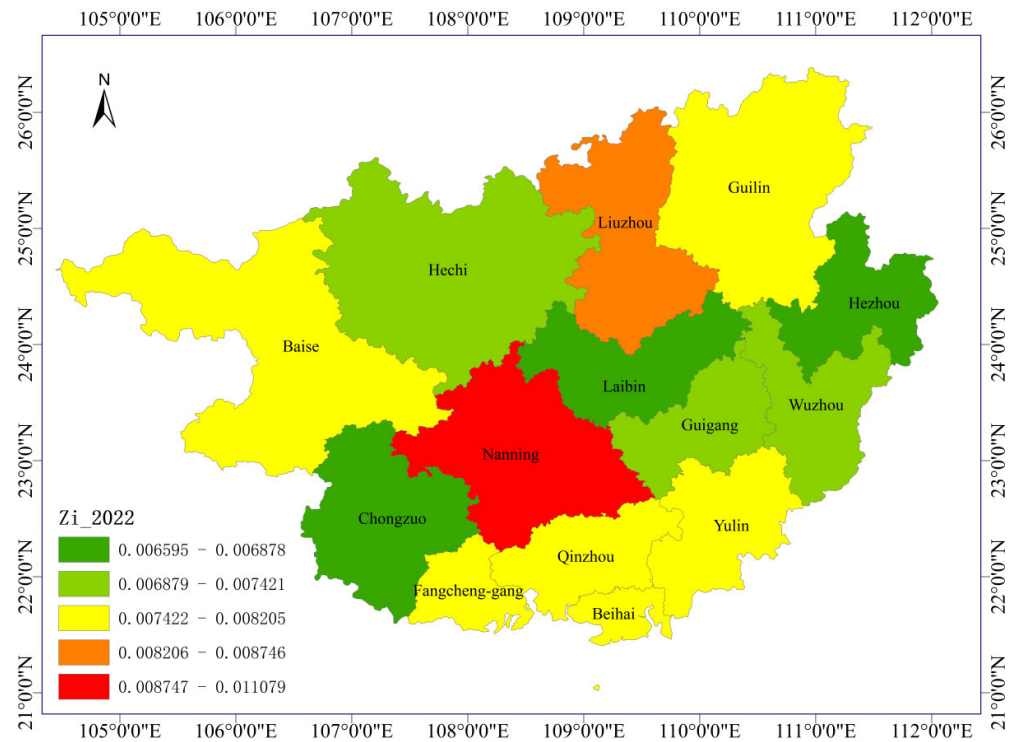 105°0'0"E 106°0'0"E 107°0'0"E 108°0'0"E 109°0'0"E 110°0'0"E 111°0'0"E 112°0'0"E
N
26°0'0"N
26°0'0"N
25°0'0"N
25°0'0"N
24°0'0"N
24°0'0"N
23°0'0"N
23°0'0"N
22°0'0"N
22°0'0"N
21°0'0"N
21°0'0"N
Guilin
Liuzhou
Hechi
Hezhou
Baise
Laibin
Wuzhou
Guigang
Nanning
Chongzuo
Yulin
Qinzhou
Fangcheng-gang
Beihai
Zi_2022
0.006595 - 0.006878
0.006879 - 0.007421
0.007422 - 0.008205
0.008206 - 0.008746
0.008747 - 0.011079
105°0'0"E 106°0'0"E 107°0'0"E 108°0'0"E 109°0'0"E 110°0'0"E 111°0'0"E 112°0'0"E